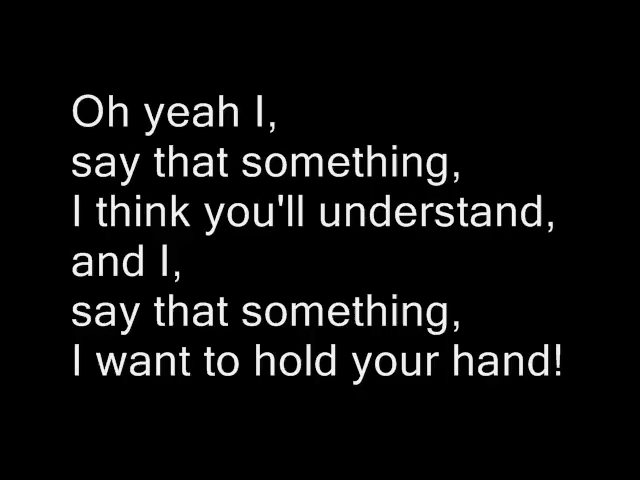 Oh yeah I,
say that something,
I think you'll understand,
and I,
say that something,
I want to hold your hand!